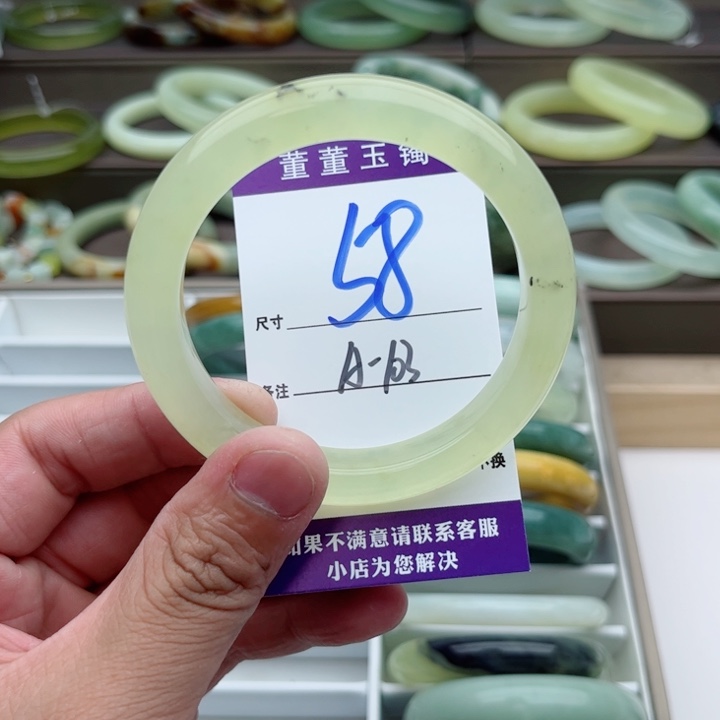 董董玉镯
58
尺寸
A-B
备注
换
如果不满意请联系客服
小店为您解决